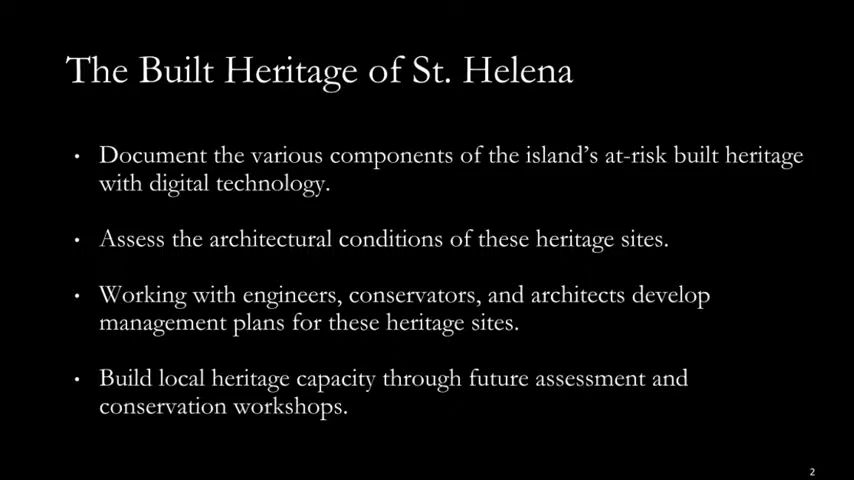 The Built Heritage of St. Helena
• Document the various components of the island's at-risk built heritage
with digital technology.
• Assess the architectural conditions of these heritage sites.
• Working with engineers, conservators, and architects develop
management plans for these heritage sites.
• Build local heritage capacity through future assessment and
conservation workshops.
2